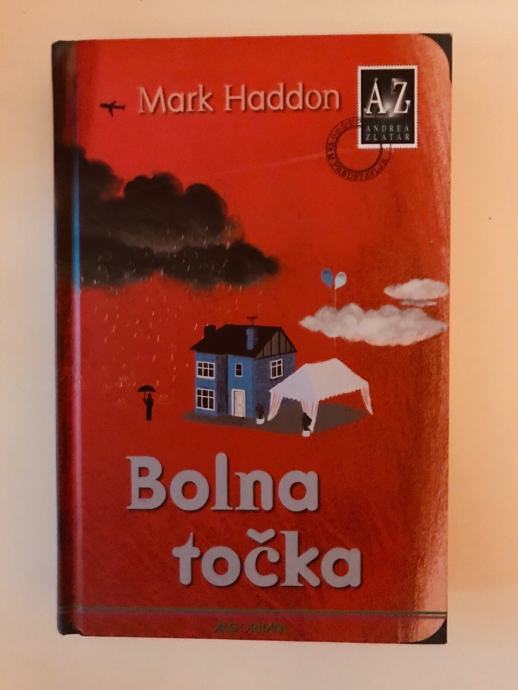 Mark Haddon
AZ
ANDREA
ZLATAR
Bolna
točka